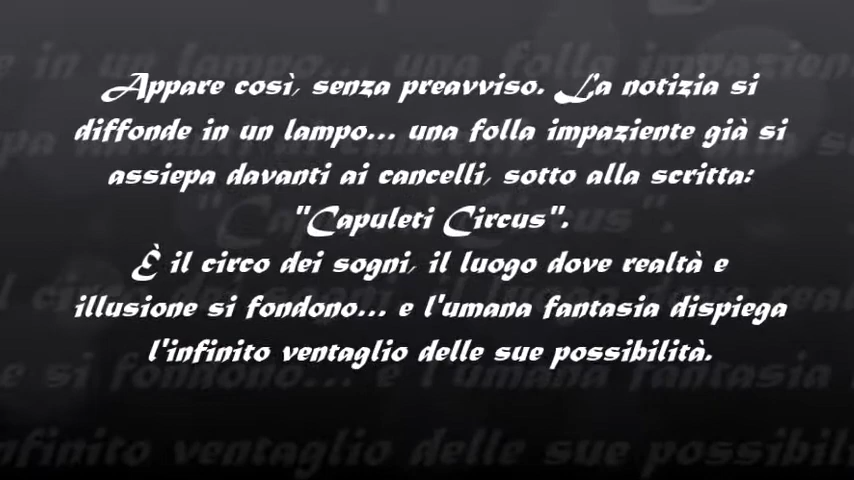 Appare così, senza preavviso. La notizia si
diffonde in un lampo... una folla impaziente già si
assiepa davanti ai cancelli, sotto alla scritta:
"Capuleti Circus".
È il circo dei sogni, il luogo dove realtà e
illusione si fondono... e l'umana fantasia dispiega
l'infinito ventaglio delle sue possibilità.